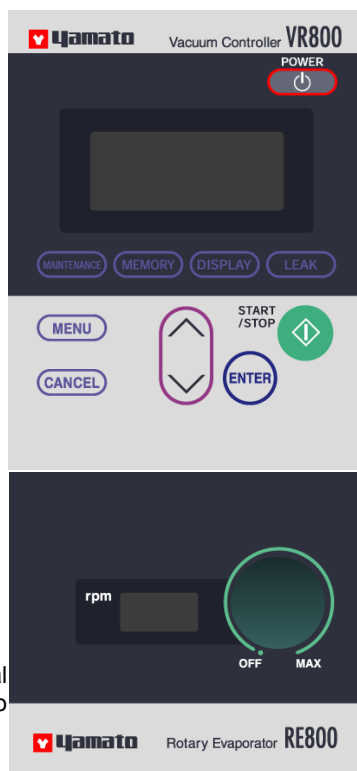 yamato Vacuum Controller VR800
POWER
MAINTENANCE MEMORY DISPLAY LEAK
MENU
START
/STOP
CANCEL
ENTER
rpm
OFF MAX
yamato Rotary Evaporator RE800